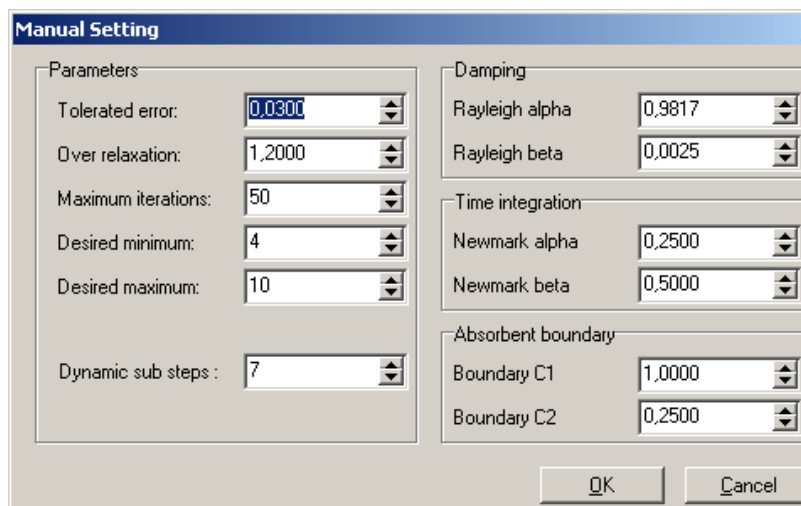 Manual Setting
Parameters
Tolerated error: 0,0300
Over relaxation: 1,2000
Maximum iterations: 50
Desired minimum: 4
Desired maximum: 10
Dynamic sub steps : 7
Damping
Rayleigh alpha 0,9817
Rayleigh beta 0,0025
Time integration
Newmark alpha 0,2500
Newmark beta 0,5000
Absorbent boundary
Boundary C1 1,0000
Boundary C2 0,2500
OK Cancel